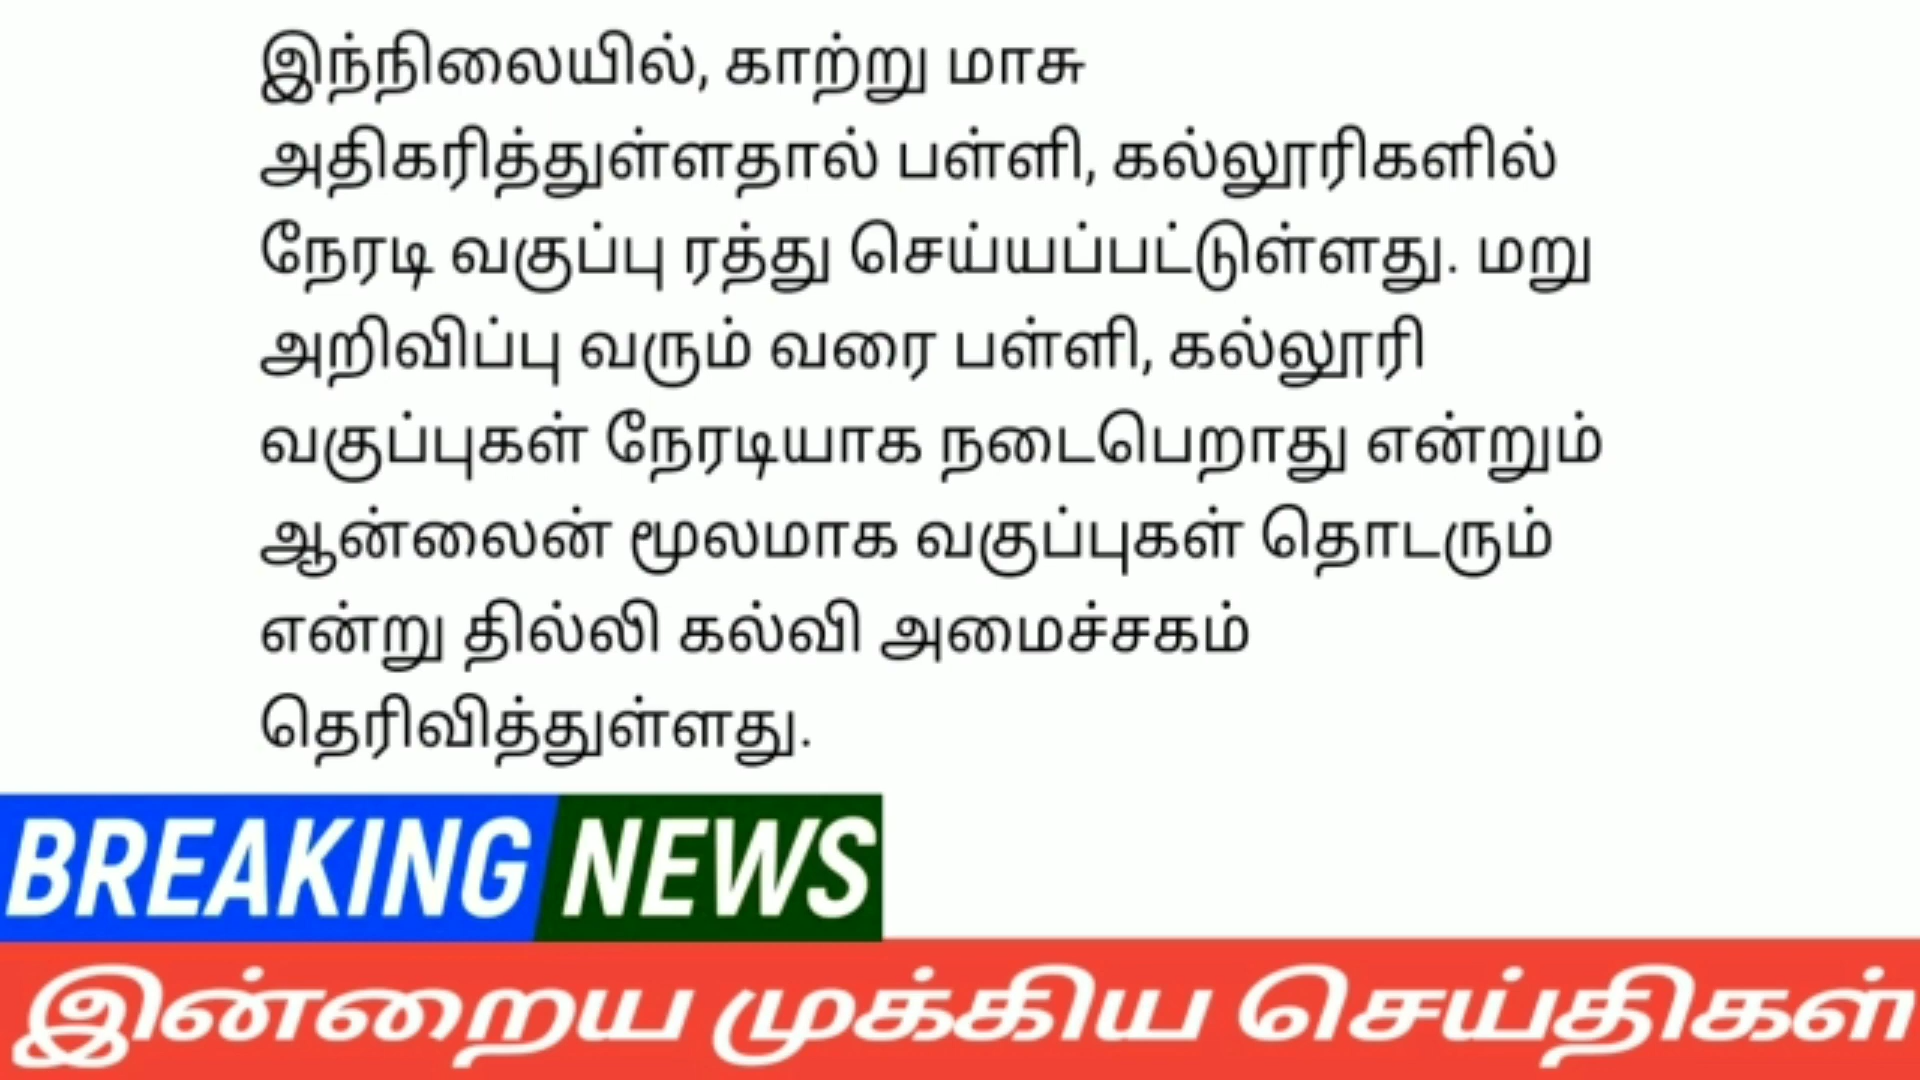 இந்நிலையில், காற்று மாசு
அதிகரித்துள்ளதால் பள்ளி, கல்லூரிகளில்
நேரடி வகுப்பு ரத்து செய்யப்பட்டுள்ளது. மறு
அறிவிப்பு வரும் வரை பள்ளி, கல்லூரி
வகுப்புகள் நேரடியாக நடைபெறாது என்றும்
ஆன்லைன் மூலமாக வகுப்புகள் தொடரும்
என்று தில்லி கல்வி அமைச்சகம்
தெரிவித்துள்ளது.
BREAKING NEWS
இன்றைய முக்கிய செய்திகள்